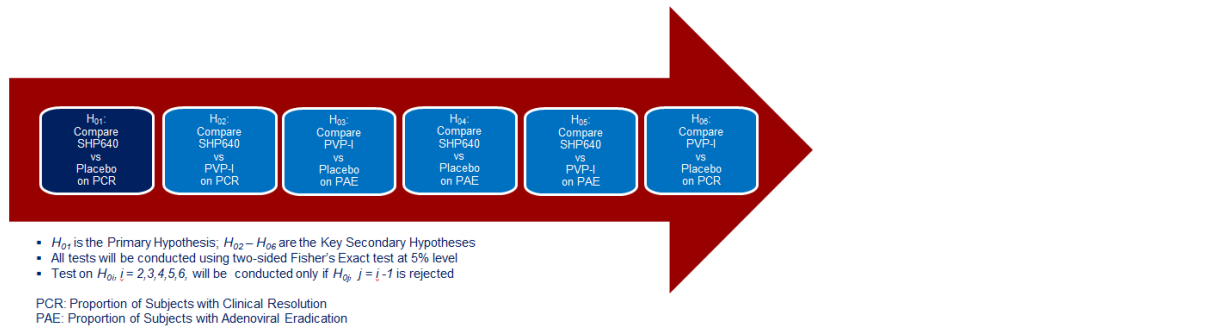 H01:
Compare
SHP640
vs
Placebo
on PCR
H02:
Compare
SHP640
vs
PVP-I
on PCR
H03:
Compare
PVP-I
vs
Placebo
on PAE
H04:
Compare
SHP640
vs
Placebo
on PAE
H05:
Compare
SHP640
vs
PVP-I
on PAE
H06:
Compare
PVP-I
vs
Placebo
on PCR
▪ H01 is the Primary Hypothesis; H02 – H06 are the Key Secondary Hypotheses
▪ All tests will be conducted using two-sided Fisher's Exact test at 5% level
▪ Test on H0i, i = 2,3,4,5,6, will be conducted only if H0j, j = i -1 is rejected
PCR: Proportion of Subjects with Clinical Resolution
PAE: Proportion of Subjects with Adenoviral Eradication